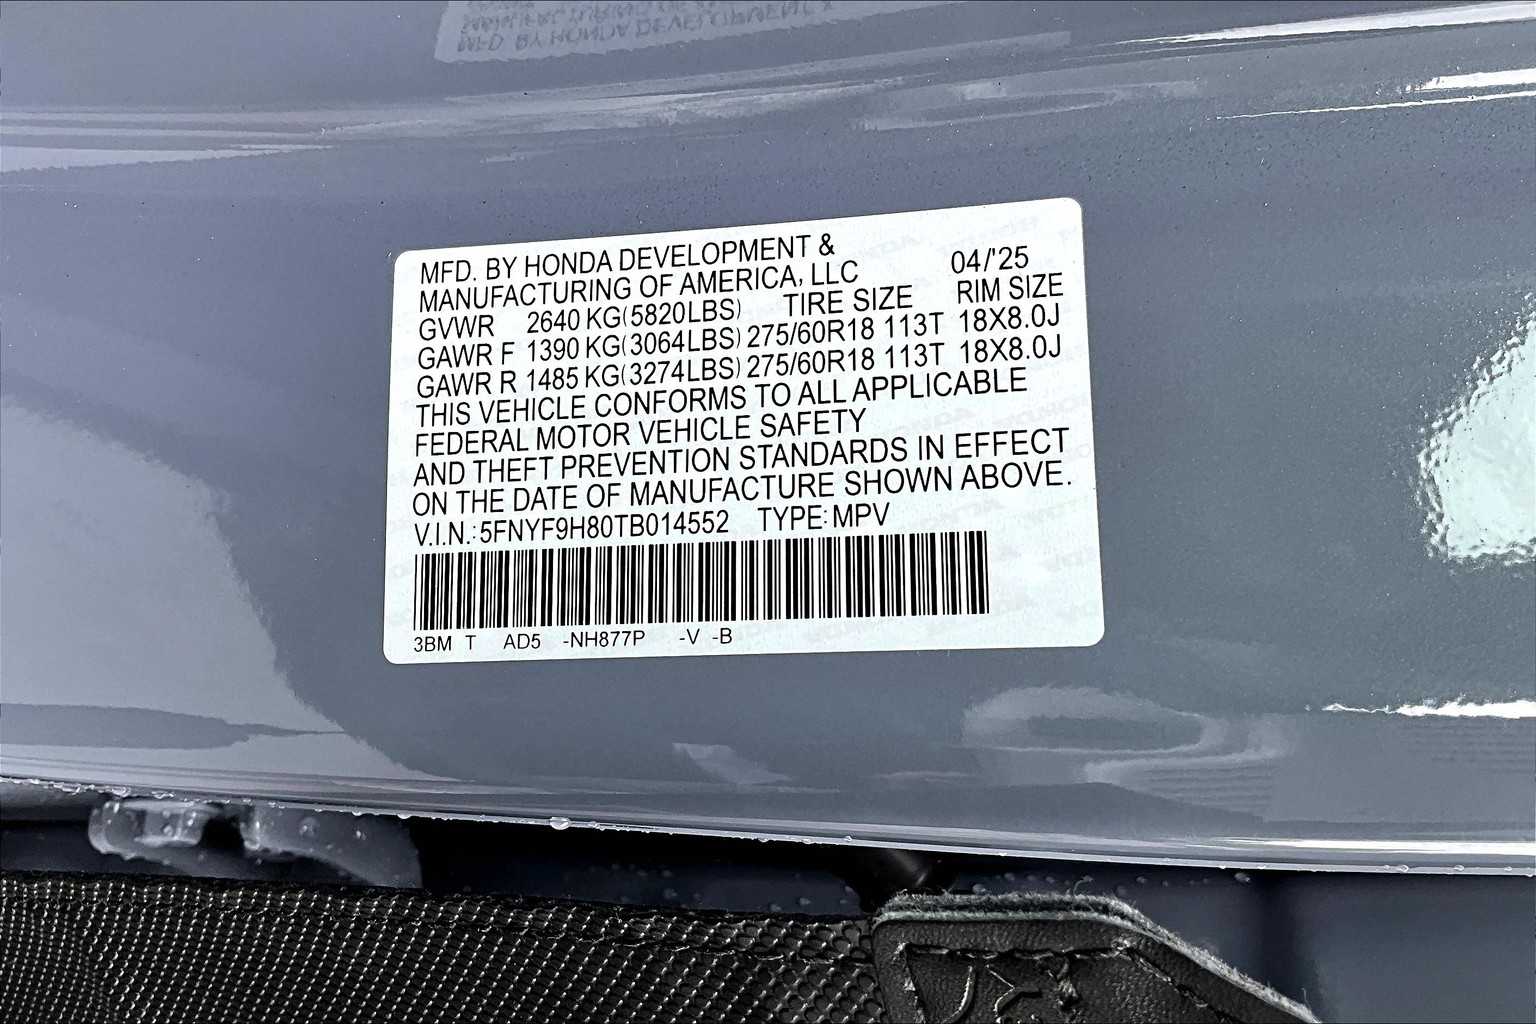 MFD. BY HONDA DEVELOPMENT &
MANUFACTURING OF AMERICA, LLC 04/'25
GVWR 2640 KG(5820LBS) TIRE SIZE RIM SIZE
GAWR F 1390 KG(3064LBS) 275/60R18 113T 18X8.0J
GAWR R 1485 KG(3274LBS) 275/60R18 113T 18X8.0J
THIS VEHICLE CONFORMS TO ALL APPLICABLE
FEDERAL MOTOR VEHICLE SAFETY
AND THEFT PREVENTION STANDARDS IN EFFECT
ON THE DATE OF MANUFACTURE SHOWN ABOVE.
V.I.N.: 5FNYF9H80TB014552 TYPE: MPV
3BM T AD5 -NH877P -V -B